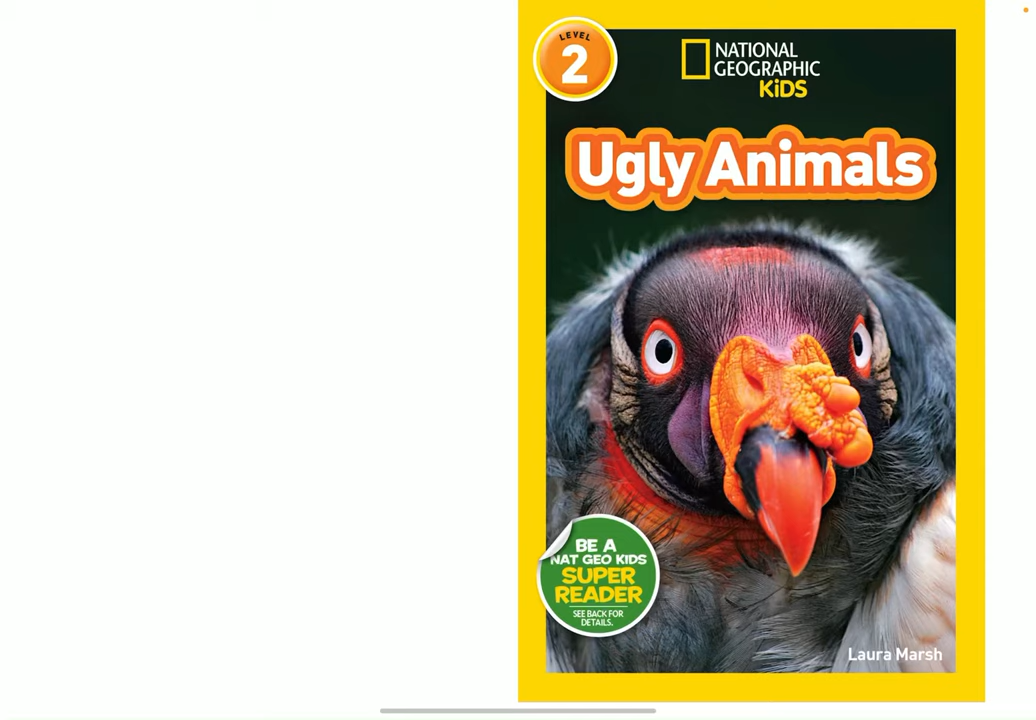 LEVEL
2
NATIONAL
GEOGRAPHIC
KiDS
Ugly Animals
BE A
NAT GEO KIDS
SUPER
READER
SEE BACK FOR
DETAILS.
Laura Marsh